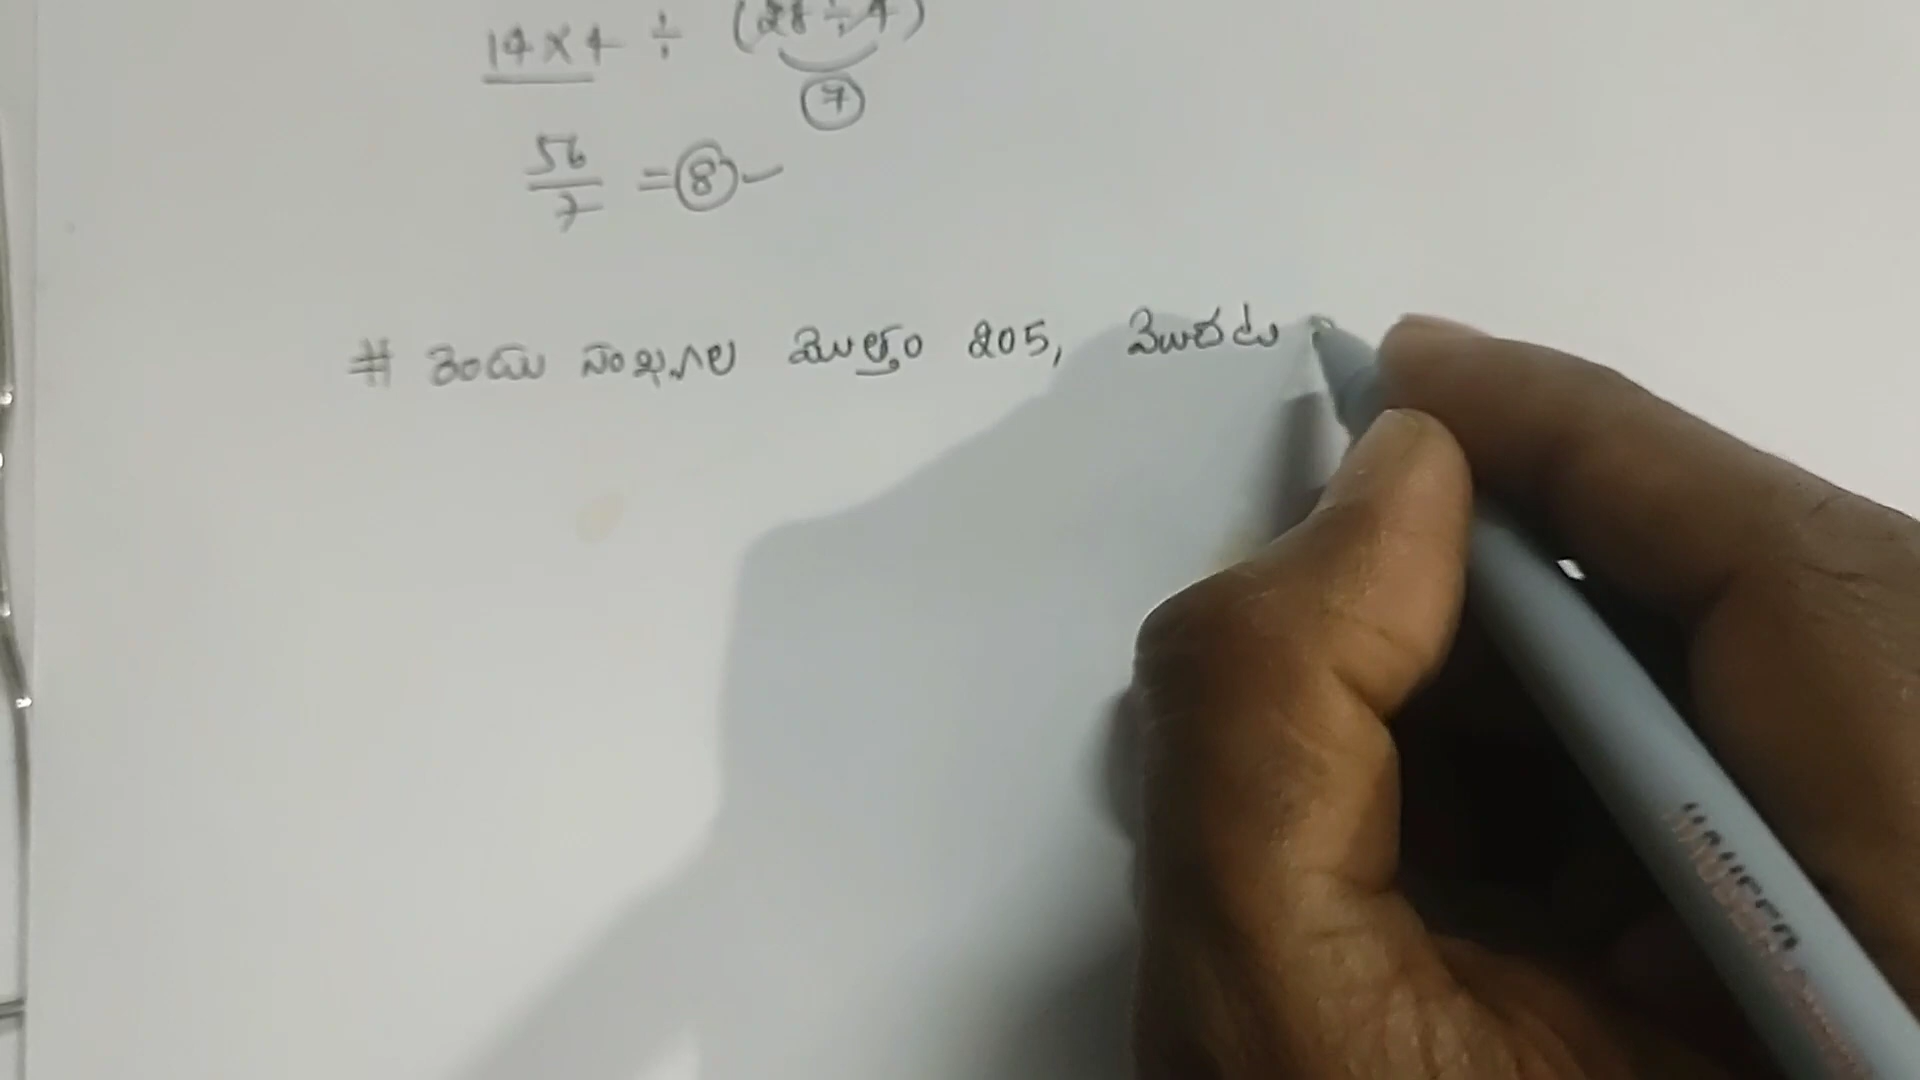 14×4 ÷ (28÷4)
7
56/7 = 8
# రెండు సంఖ్యల మొత్తం 205, మొదటి